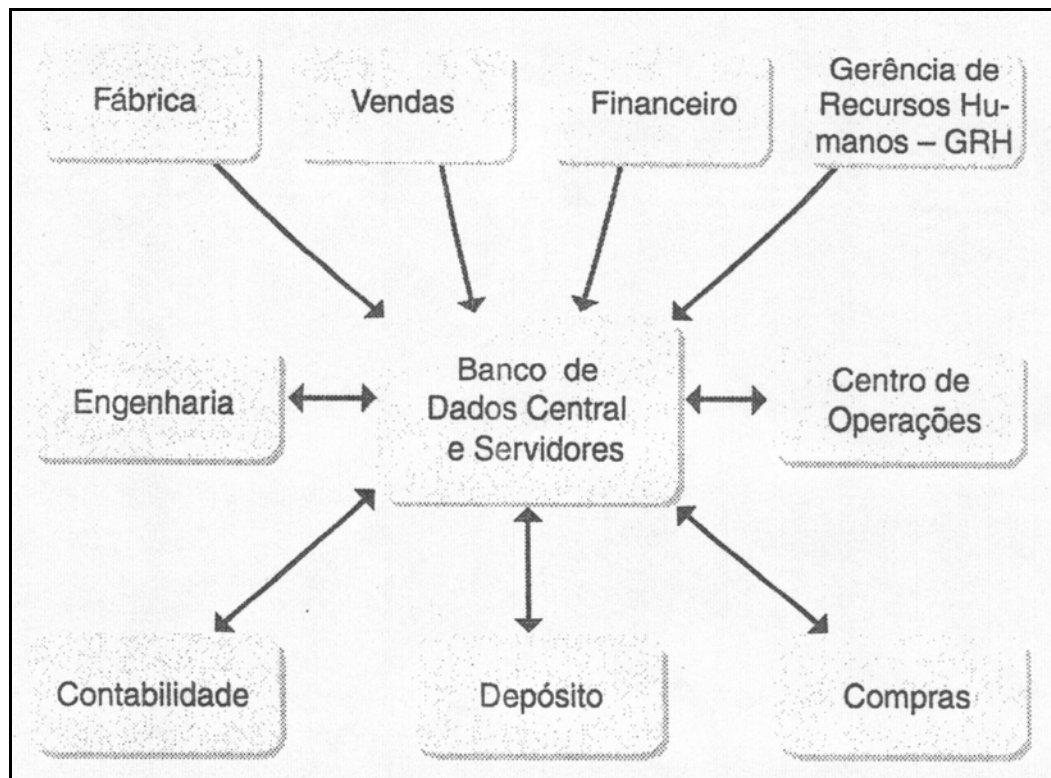 Fábrica
Vendas
Financeiro
Gerência de
Recursos Hu-
manos – GRH
Engenharia
Banco de
Dados Central
e Servidores
Centro de
Operações
Contabilidade
Depósito
Compras